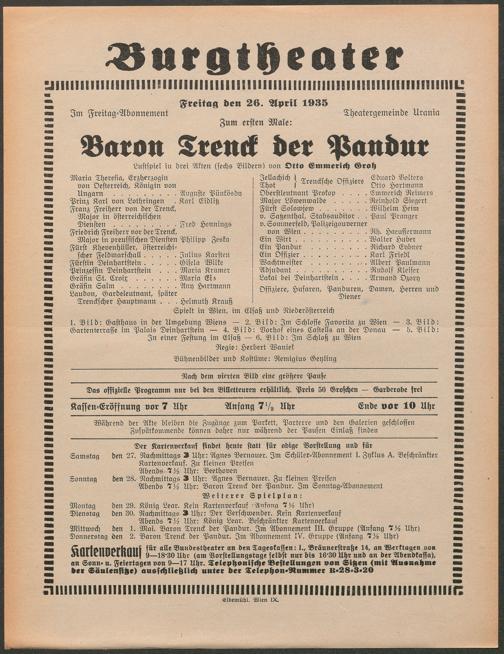 Burgtheater
Freitag den 26. April 1935
Im Freitag-Abonnement
Theatergemeinde Urania
Zum ersten Male:
Baron Trenck der Pandur
Lustspiel in drei Akten (sechs Bildern) von Otto Emmerich Groh
Maria Theresia, Erzherzogin
von Oesterreich, Königin von
Ungarn . . . . . . . Auguste Pünkösdy
Prinz Karl von Lothringen . Karl Eidlitz
Franz Freiherr von der Trenck,
Major in österreichischen
Diensten . . . . . . Fred Hennings
Friedrich Freiherr vor der Trenck,
Major in preussischen Diensten Philipp Zeska
Fürst Khevenhüller, österreichi-
scher Feldmarschall . . . Julius Karsten
Fürstin Deinhartstein . . . Gisela Wilke
Prinzessin Deinhartstein . . Maria Kramer
Gräfin St. Croix . . . . Maria Eis
Gräfin Salm . . . . . Any Hartmann
Laudon, Gardeleutnant, später
Trenckscher Hauptmann . . Helmuth Krauß
Jellachich } Trencksche Offiziere Eduard Volters
Thot } Otto Hartmann
Oberstleutnant Prokop . . . Emmerich Reimers
Major Löwenwalde . . . Reinhold Siegert
Fürst Solowjew . . . . Wilhelm Heim
v. Sazenthal, Stabsauditor . Paul Pranger
v. Sommerfeld, Polizeigouverneur
von Wien . . . . . . Kh. Haeussermann
Ein Wirt . . . . . . Walter Huber
Ein Pandur . . . . . Richard Erdner
Ein Offizier . . . . . Karl Friedl
Wachtmeister . . . . . Albert Paulmann
Adjutant . . . . . . Rudolf Kleiser
Lakai bei Deinhartstein . . Armand Ozory
Offiziere, Husaren, Panduren, Damen, Herren und
Diener
Spielt in Wien, im Elsaß und Niederösterreich
1. Bild: Gasthaus in der Umgebung Wiens — 2. Bild: Im Schlosse Favorita zu Wien — 3. Bild:
Gartenterrasse im Palais Deinhartstein — 4. Bild: Vorhof eines Castells an der Donau — 5. Bild:
In einer Festung im Elsaß — 6. Bild: Im Schloß zu Wien
Regie: Herbert Waniek
Bühnenbilder und Kostüme: Remigius Geyling
Nach dem vierten Bild eine größere Pause
Das offizielle Programm nur bei den Billetteuren erhältlich. Preis 50 Groschen — Garderobe frei
Kassen-Eröffnung vor 7 Uhr Anfang 7½ Uhr Ende vor 10 Uhr
Während der Akte bleiben die Zugänge zum Parkett, Parterre und den Galerien geschlossen
Zuspätkommende können daher nur während der Pausen Einlaß finden
Der Kartenverkauf findet heute statt für obige Vorstellung und für
Samstag den 27. Nachmittags 3 Uhr: Agnes Bernauer. Im Schüler-Abonnement I. Zyklus A. Beschränkter
Kartenverkauf. Zu kleinen Preisen
Abends 7½ Uhr: Beethoven
Sonntag den 28. Nachmittags 3 Uhr: Agnes Bernauer. Zu kleinen Preisen
Abends 7½ Uhr: Baron Trenck der Pandur. Im Sonntag-Abonnement
Weiterer Spielplan:
Montag den 29. König Lear. Kein Kartenverkauf (Anfang 7½ Uhr)
Dienstag den 30. Nachmittags 3 Uhr: Der Verschwender. Kein Kartenverkauf
Abends 7½ Uhr: König Lear. Beschränkter Kartenverkauf
Mittwoch den 1. Mai. Baron Trenck der Pandur. Im Abonnement III. Gruppe (Anfang 7½ Uhr)
Donnerstag den 2. Baron Trenck der Pandur. Im Abonnement IV. Gruppe (Anfang 7½ Uhr)
Kartenverkauf für alle Bundestheater an den Tageskassen: I., Bräunerstraße 14, an Werktagen von
9—18·30 Uhr (am Vorstellungstage selbst nur bis 16·30 Uhr und an der Abendkassa),
an Sonn- u. Feiertagen von 9—17 Uhr. Telephonische Bestellungen von Sitzen (mit Ausnahme
der Säulensitze) ausschließlich unter der Telephon-Nummer R-28-3-20
Elbemühl, Wien IX.